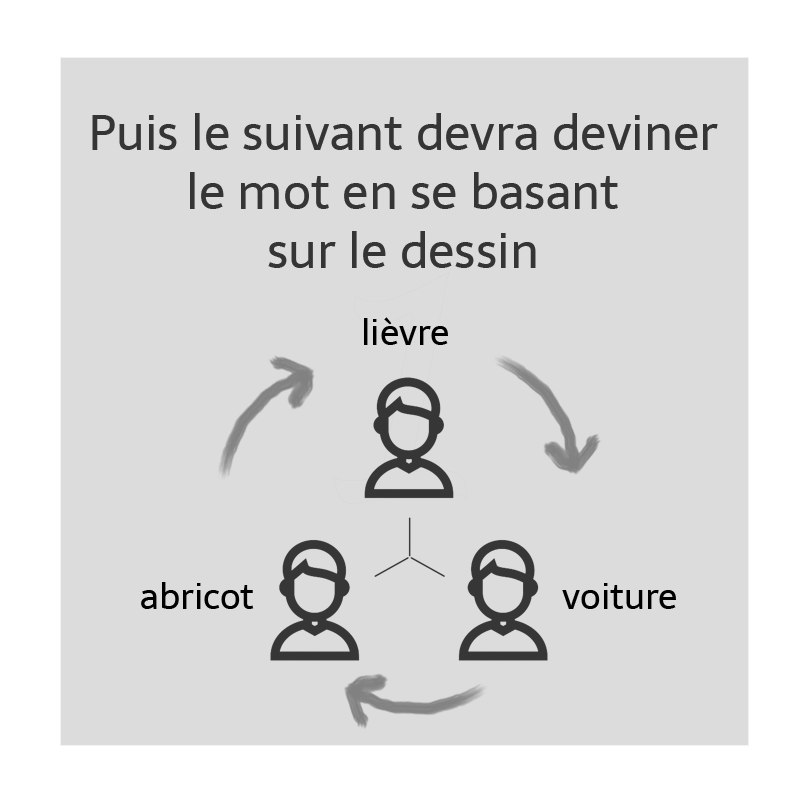 Puis le suivant devra deviner
le mot en se basant
sur le dessin
lièvre
abricot
voiture